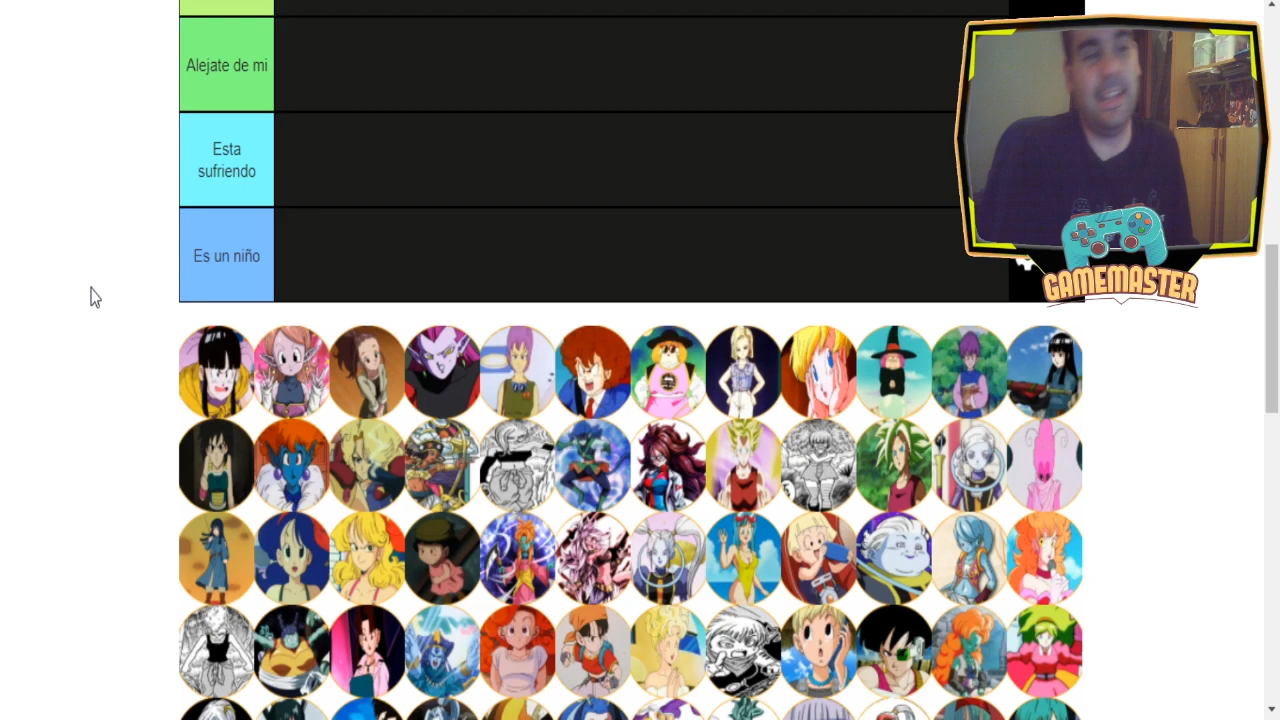 Alejate de mi
Esta
sufriendo
Es un niño
GAMEMASTER